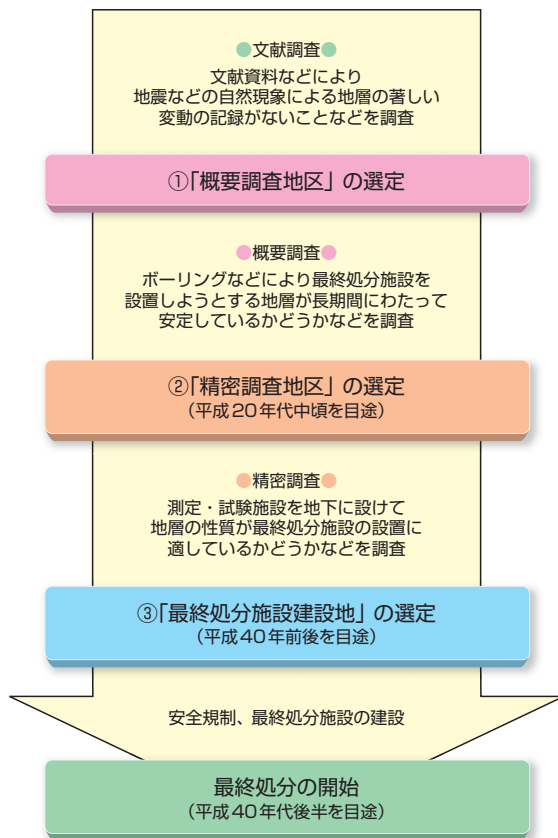 ●文献調査●
文献資料などにより
地震などの自然現象による地層の著しい
変動の記録がないことなどを調査
①「概要調査地区」の選定
●概要調査●
ボーリングなどにより最終処分施設を
設置しようとする地層が長期間にわたって
安定しているかどうかなどを調査
②「精密調査地区」の選定
(平成20年代中頃を目途)
●精密調査●
測定・試験施設を地下に設けて
地層の性質が最終処分施設の設置に
適しているかどうかなどを調査
③「最終処分施設建設地」の選定
(平成40年前後を目途)
安全規制、最終処分施設の建設
最終処分の開始
(平成40年代後半を目途)